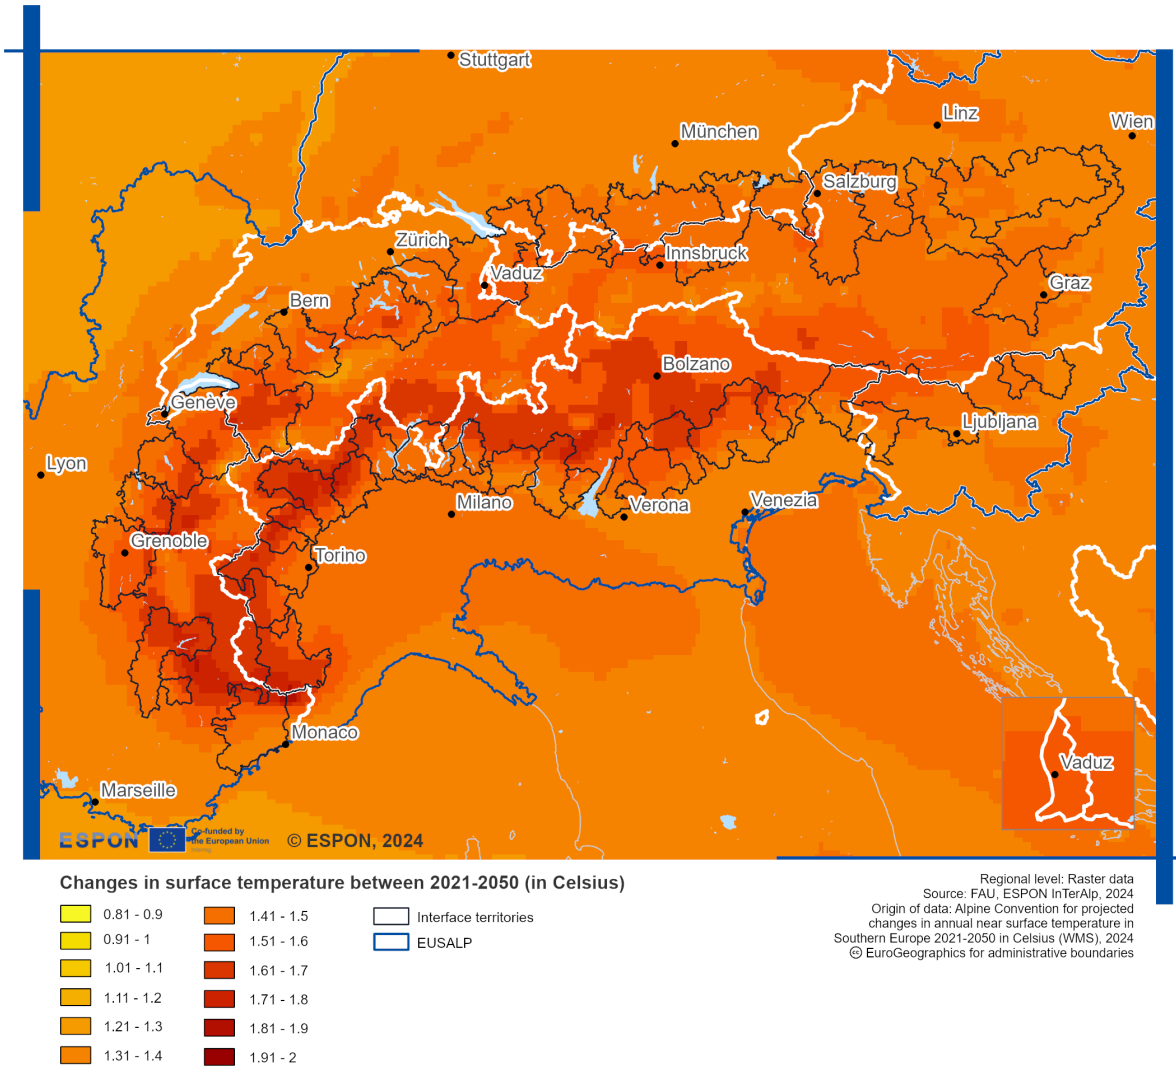 Stuttgart
München
Linz
Wien
Salzburg
Zürich
Innsbruck
Vaduz
Graz
Bern
Bolzano
Genève
Ljubljana
Lyon
Milano
Verona
Venezia
Grenoble
Torino
Monaco
Vaduz
Marseille
ESPON
Co-funded by
the European Union
© ESPON, 2024
Changes in surface temperature between 2021-2050 (in Celsius)
0.81 - 0.9
0.91 - 1
1.01 - 1.1
1.11 - 1.2
1.21 - 1.3
1.31 - 1.4
1.41 - 1.5
1.51 - 1.6
1.61 - 1.7
1.71 - 1.8
1.81 - 1.9
1.91 - 2
Interface territories
EUSALP
Regional level: Raster data
Source: FAU, ESPON InTerAlp, 2024
Origin of data: Alpine Convention for projected
changes in annual near surface temperature in
Southern Europe 2021-2050 in Celsius (WMS), 2024
cc EuroGeographics for administrative boundaries